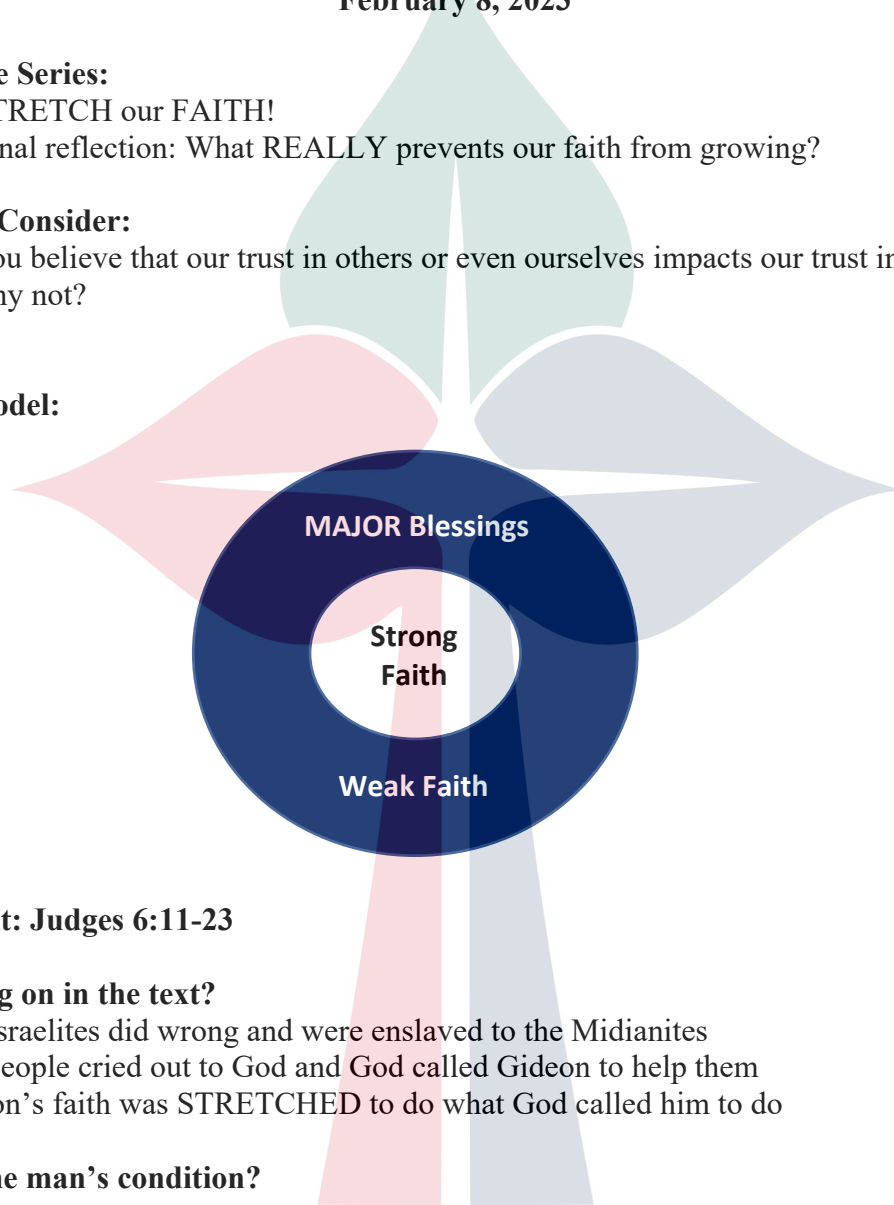 February 8, 2023
e Series:
TRETCH our FAITH!
nal reflection: What REALLY prevents our faith from growing?
Consider:
ou believe that our trust in others or even ourselves impacts our trust in
hy not?
odel:
MAJOR Blessings
Strong
Faith
Weak Faith
t: Judges 6:11-23
g on in the text?
sraelites did wrong and were enslaved to the Midianites
eople cried out to God and God called Gideon to help them
on's faith was STRETCHED to do what God called him to do
he man's condition?